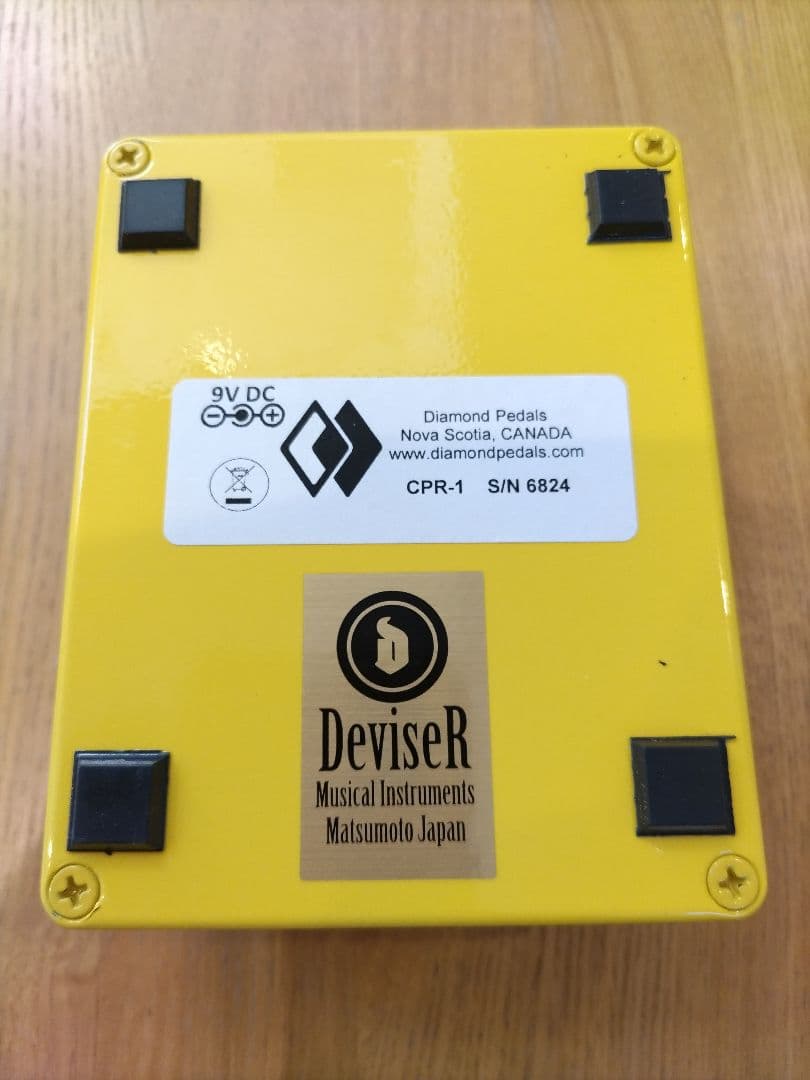 9V DC
Diamond Pedals
Nova Scotia, CANADA
www.diamondpedals.com
CPR-1 S/N 6824
DeviseR
Musical Instruments
Matsumoto Japan